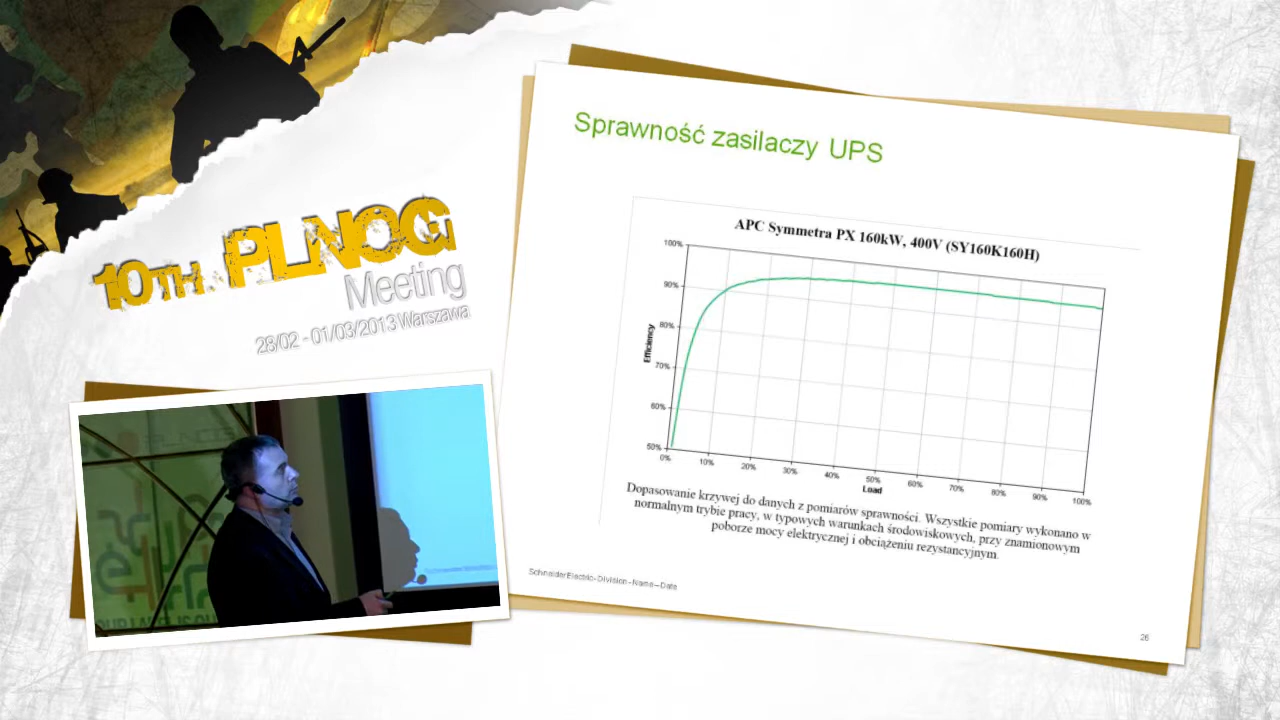 10TH PLNOG
Meeting
28/02 - 01/03/2013 Warszawa
Sprawność zasilaczy UPS
APC Symmetra PX 160kW, 400V (SY160K160H)
100%
90%
80%
70%
60%
50%
Efficiency
0%
10%
20%
30%
40%
50%
60%
70%
80%
90%
100%
Load
Dopasowanie krzywej do danych z pomiarów sprawności. Wszystkie pomiary wykonano w
normalnym trybie pracy, w typowych warunkach środowiskowych, przy znamionowym
poborze mocy elektrycznej i obciążeniu rezystancyjnym.
Schneider Electric - Division - Name – Date
26